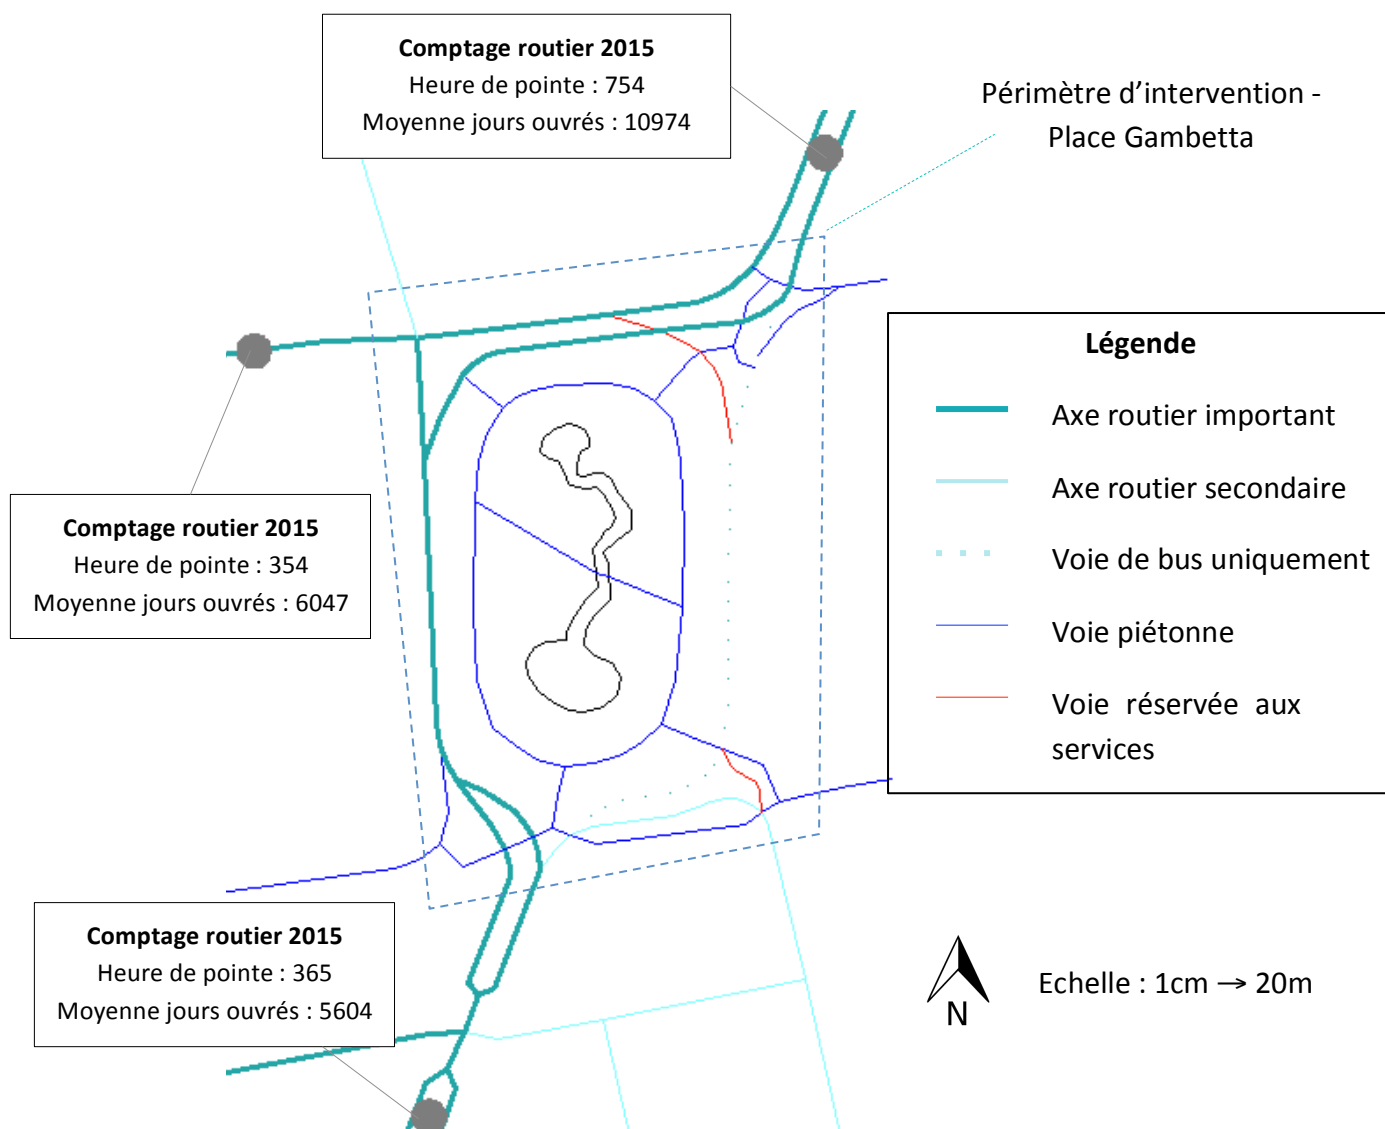 Comptage routier 2015
Heure de pointe : 754
Moyenne jours ouvrés : 10974
Périmètre d’intervention -
Place Gambetta
Légende
Axe routier important
Axe routier secondaire
Voie de bus uniquement
Voie piétonne
Voie réservée aux
services
Comptage routier 2015
Heure de pointe : 354
Moyenne jours ouvrés : 6047
Comptage routier 2015
Heure de pointe : 365
Moyenne jours ouvrés : 5604
N
Echelle : 1cm → 20m